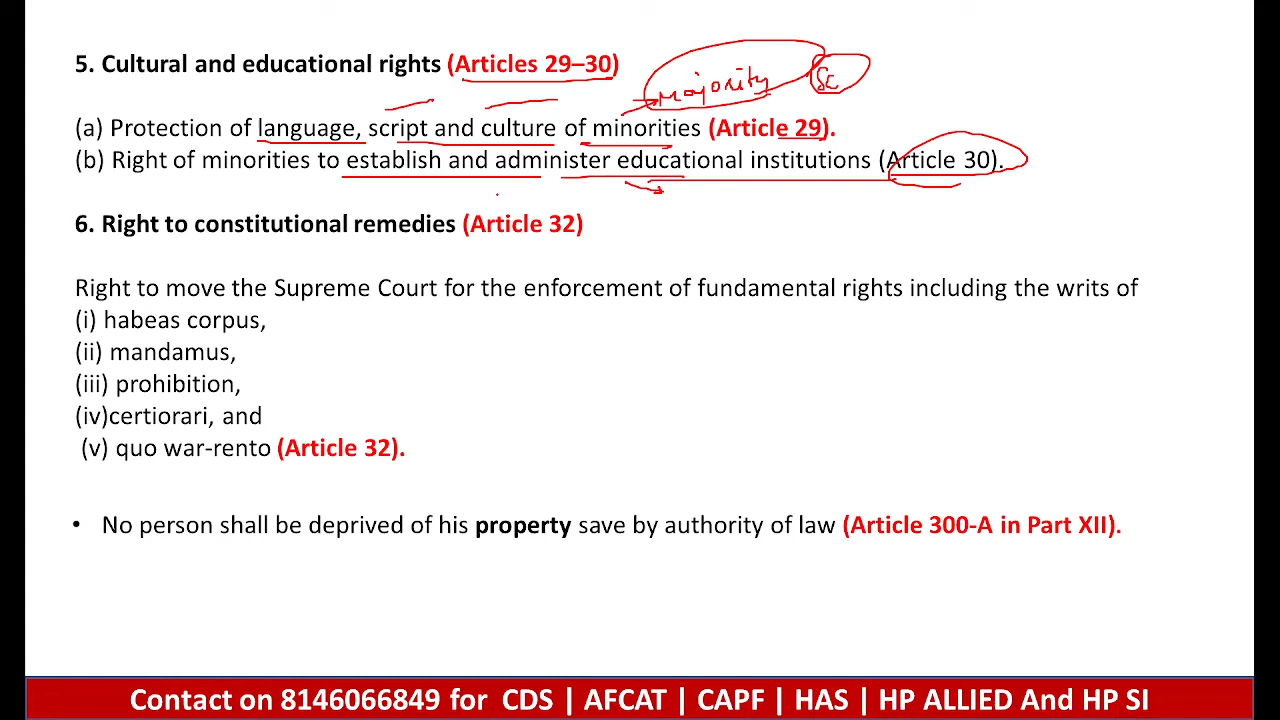 5. Cultural and educational rights (Articles 29–30)
majority SC
(a) Protection of language, script and culture of minorities (Article 29).
(b) Right of minorities to establish and administer educational institutions (Article 30).
6. Right to constitutional remedies (Article 32)
Right to move the Supreme Court for the enforcement of fundamental rights including the writs of
(i) habeas corpus,
(ii) mandamus,
(iii) prohibition,
(iv)certiorari, and
(v) quo war-rento (Article 32).
• No person shall be deprived of his property save by authority of law (Article 300-A in Part XII).
Contact on 8146066849 for CDS | AFCAT | CAPF | HAS | HP ALLIED And HP SI